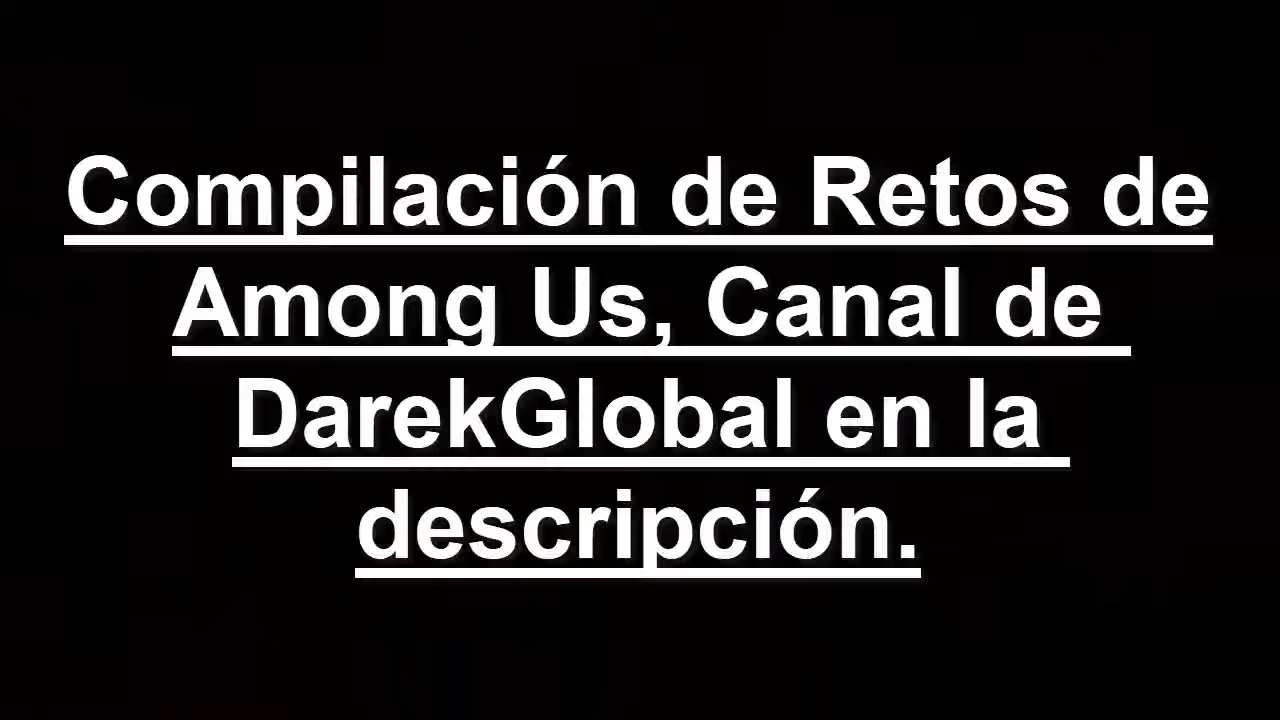 Compilación de Retos de
Among Us, Canal de
DarekGlobal en la
descripción.